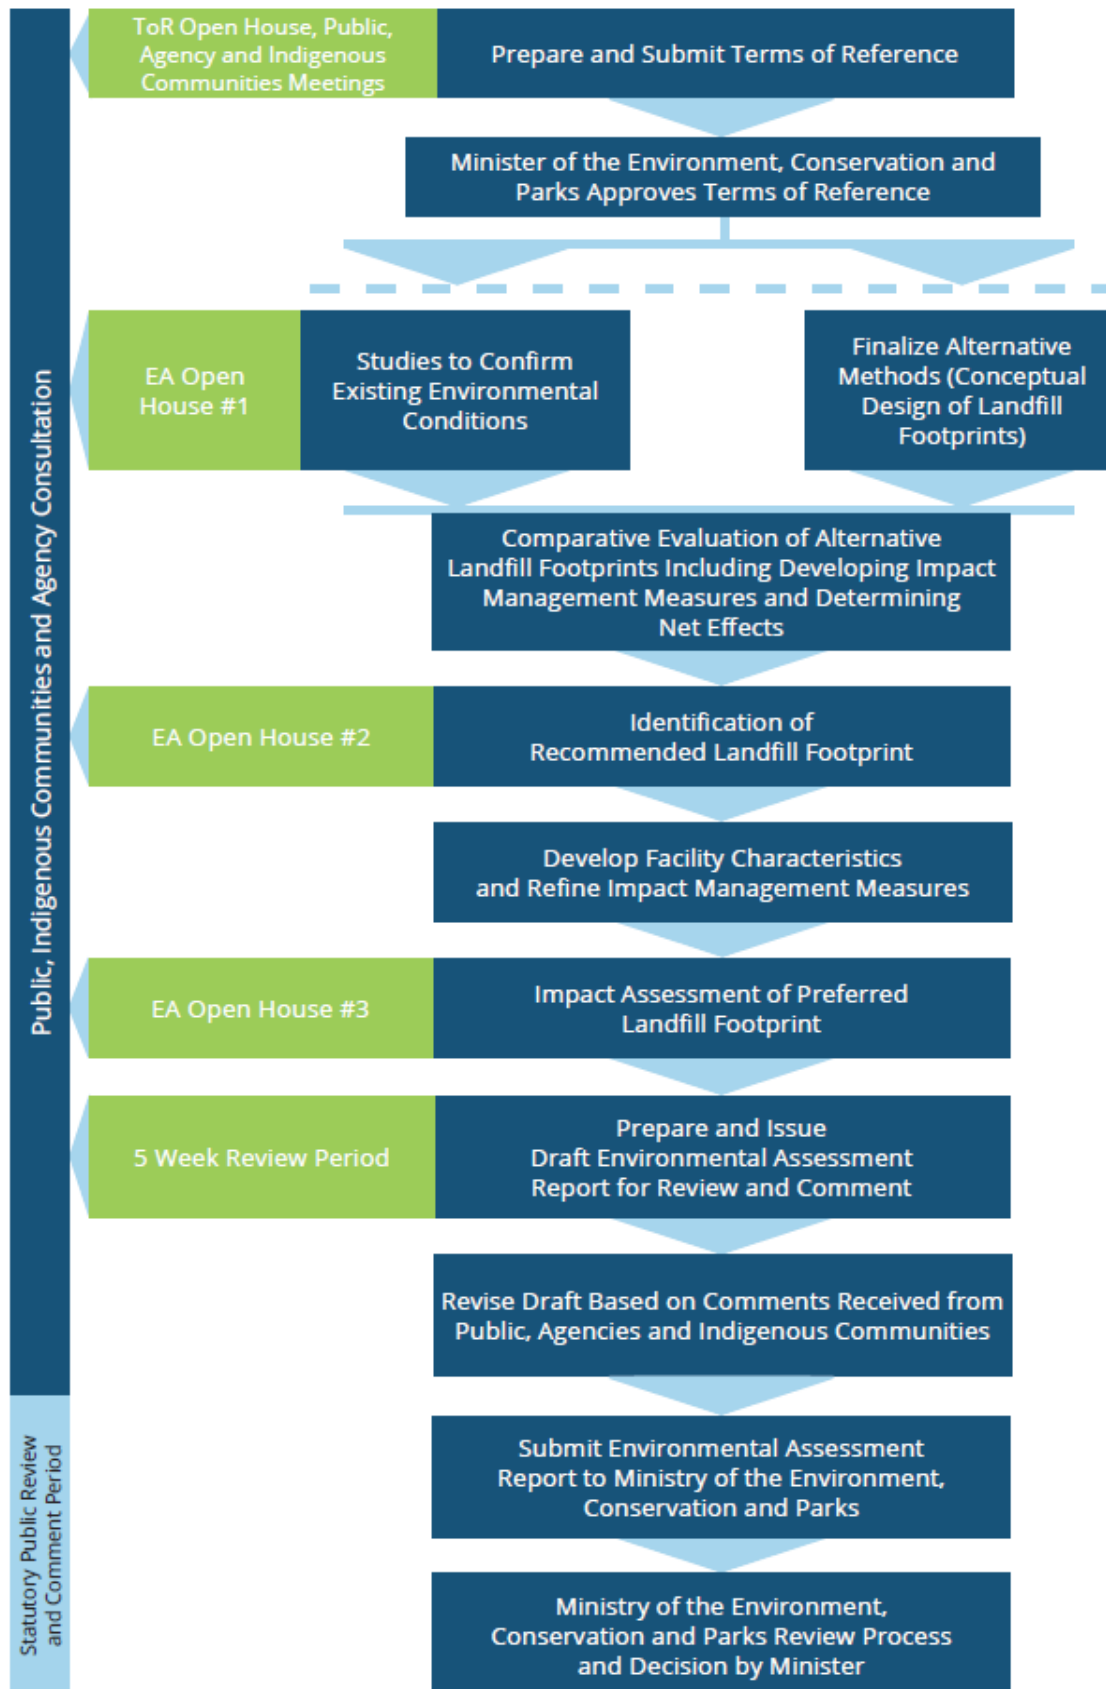 ToR Open House, Public,
Agency and Indigenous
Communities Meetings
Prepare and Submit Terms of Reference
Minister of the Environment, Conservation and
Parks Approves Terms of Reference
EA Open
House #1
Studies to Confirm
Existing Environmental
Conditions
Finalize Alternative
Methods (Conceptual
Design of Landfill
Footprints)
Comparative Evaluation of Alternative
Landfill Footprints Including Developing Impact
Management Measures and Determining
Net Effects
EA Open House #2
Identification of
Recommended Landfill Footprint
Develop Facility Characteristics
and Refine Impact Management Measures
EA Open House #3
Impact Assessment of Preferred
Landfill Footprint
5 Week Review Period
Prepare and Issue
Draft Environmental Assessment
Report for Review and Comment
Revise Draft Based on Comments Received from
Public, Agencies and Indigenous Communities
Submit Environmental Assessment
Report to Ministry of the Environment,
Conservation and Parks
Ministry of the Environment,
Conservation and Parks Review Process
and Decision by Minister
Public, Indigenous Communities and Agency Consultation
Statutory Public Review
and Comment Period